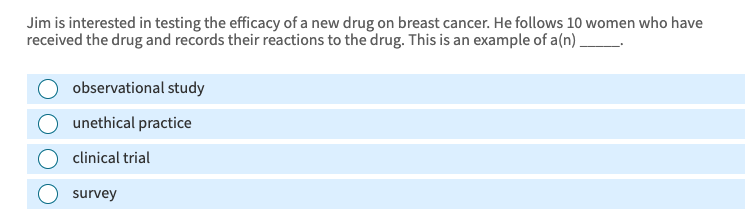 Jim is interested in testing the efficacy of a new drug on breast cancer. He follows 10 women who have
received the drug and records their reactions to the drug. This is an example of a(n) _____.
observational study
unethical practice
clinical trial
survey